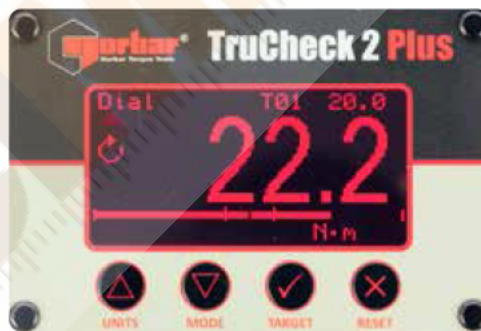 norbar®
Norbar Torque Tools
TruCheck 2 Plus
Dial T01 20.0
22.2
N·m
UNITS MODE TARGET RESET